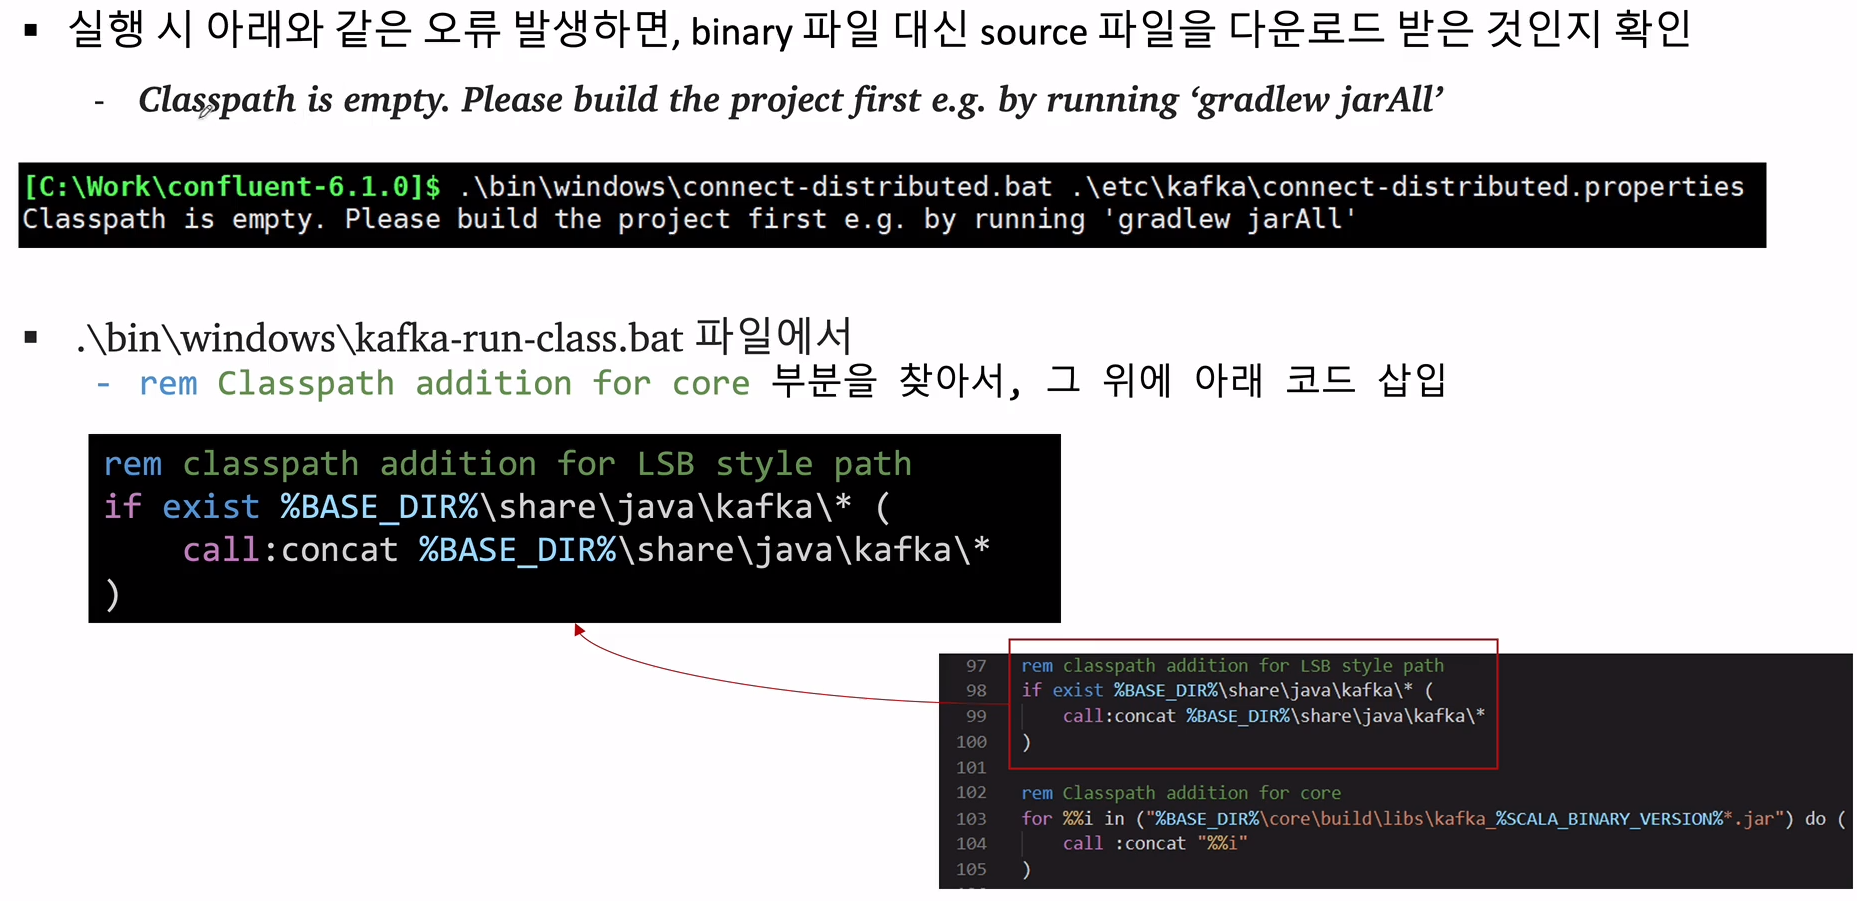 ▪ 실행 시 아래와 같은 오류 발생하면, binary 파일 대신 source 파일을 다운로드 받은 것인지 확인
- Classpath is empty. Please build the project first e.g. by running ‘gradlew jarAll’
[C:\Work\confluent-6.1.0]$ .\bin\windows\connect-distributed.bat .\etc\kafka\connect-distributed.properties
Classpath is empty. Please build the project first e.g. by running 'gradlew jarAll'
▪ .\bin\windows\kafka-run-class.bat 파일에서
- rem Classpath addition for core 부분을 찾아서, 그 위에 아래 코드 삽입
rem classpath addition for LSB style path
if exist %BASE_DIR%\share\java\kafka\* (
call:concat %BASE_DIR%\share\java\kafka\*
)
97 rem classpath addition for LSB style path
98 if exist %BASE_DIR%\share\java\kafka\* (
99 call:concat %BASE_DIR%\share\java\kafka\*
100 )
101
102 rem Classpath addition for core
103 for %%i in ("%BASE_DIR%\core\build\libs\kafka_%SCALA_BINARY_VERSION%*.jar") do (
104 call :concat "%%i"
105 )